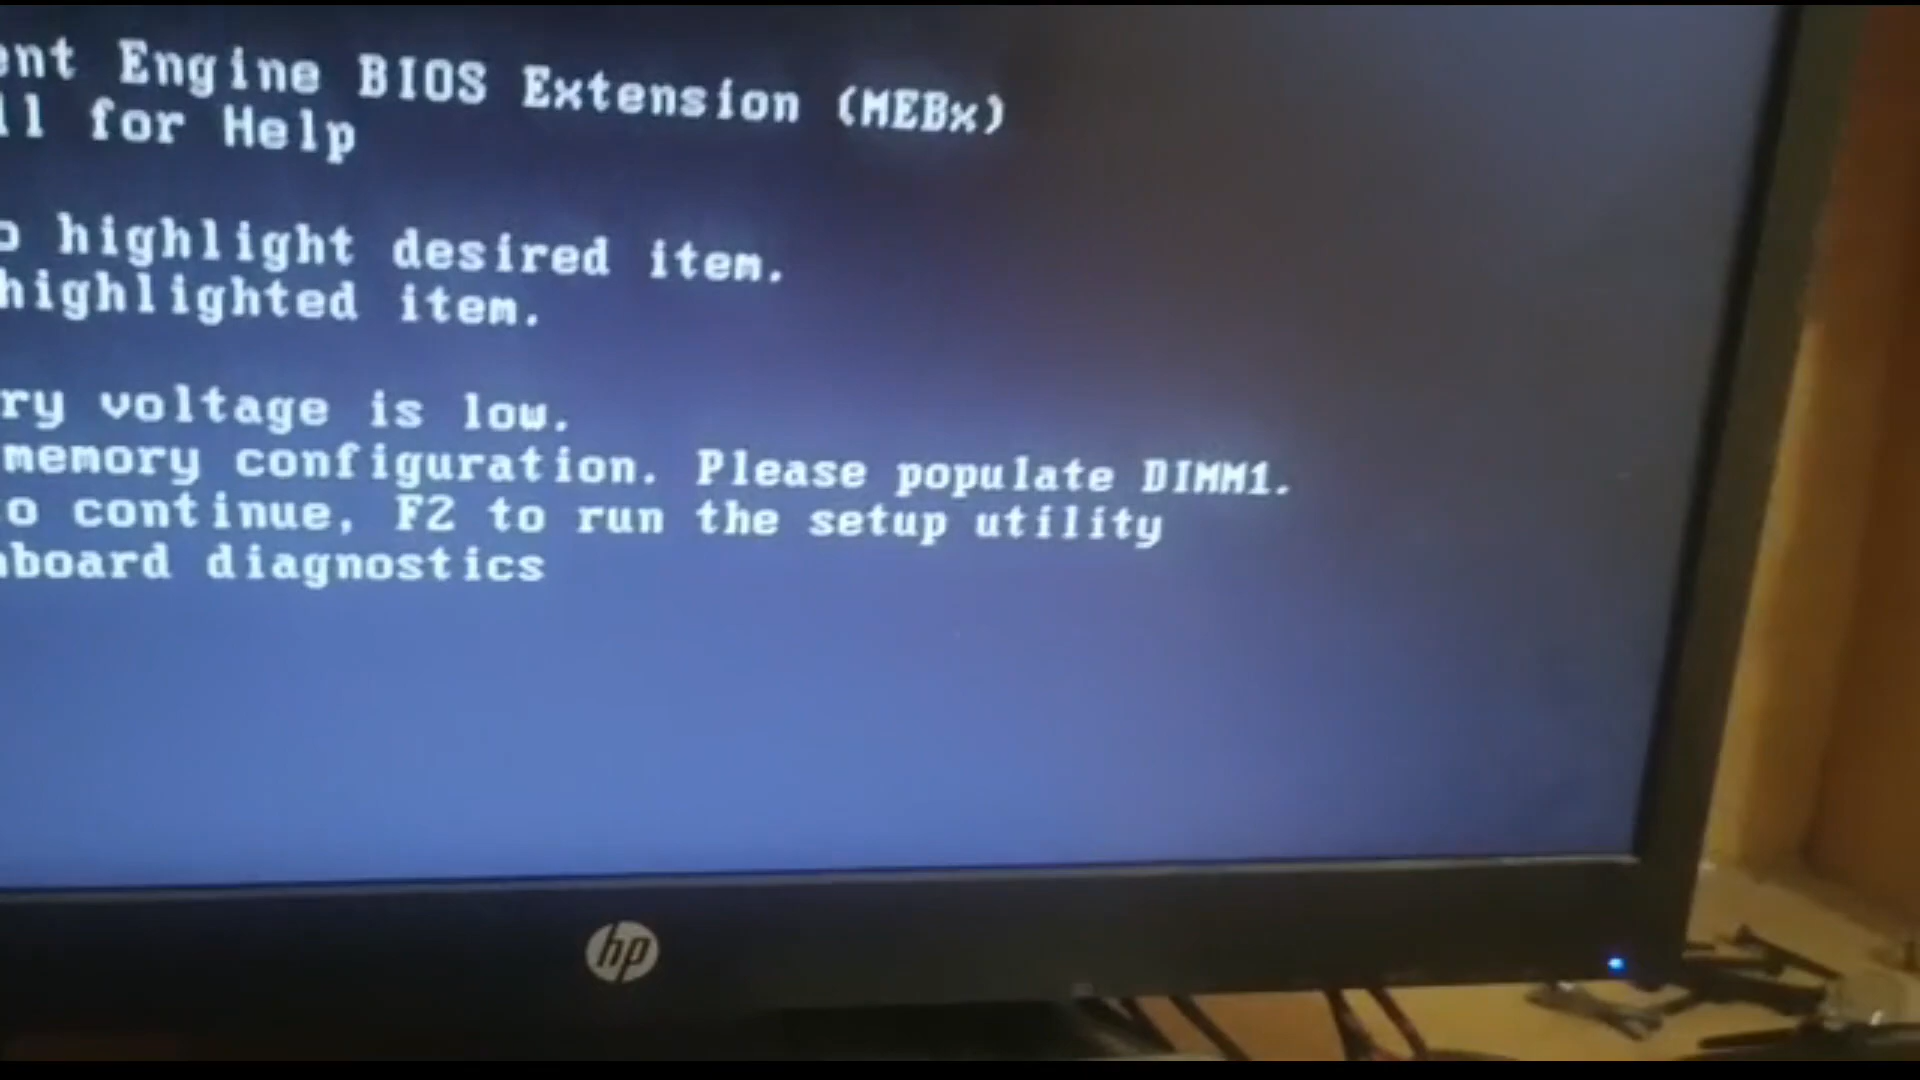 ent Engine BIOS Extension (MEBx)
ll for Help
o highlight desired item.
highlighted item.
ry voltage is low.
memory configuration. Please populate DIMM1.
o continue, F2 to run the setup utility
board diagnostics
hp